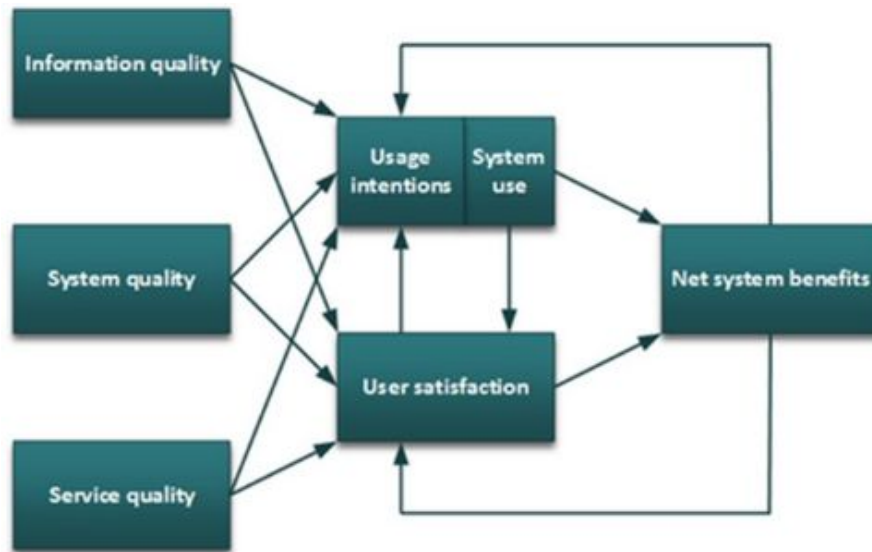 Information quality
Usage
intentions
System
use
System quality
Net system benefits
User satisfaction
Service quality